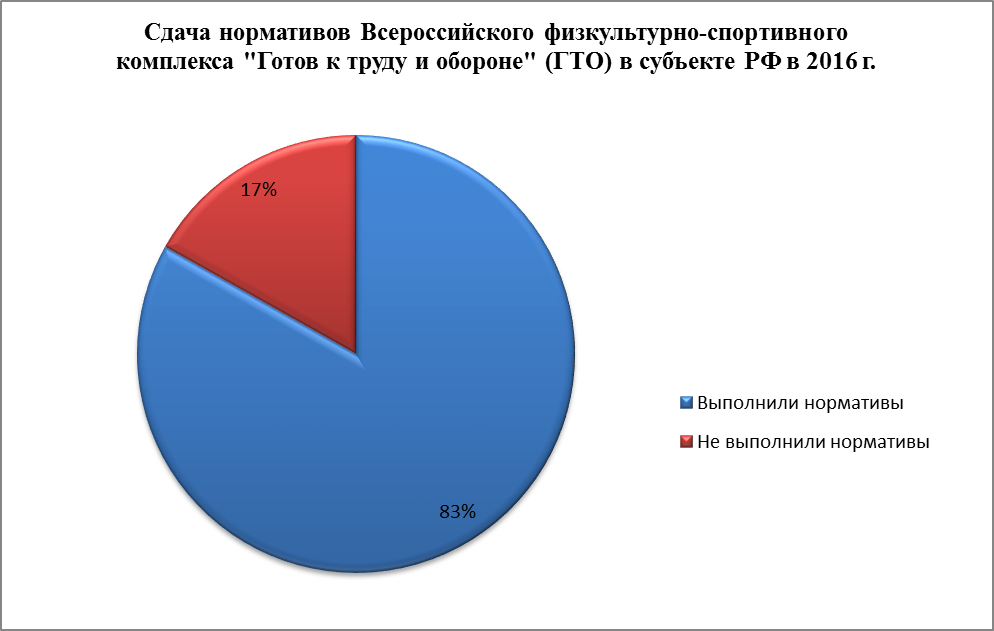 Сдача нормативов Всероссийского физкультурно-спортивного
комплекса "Готов к труду и обороне" (ГТО) в субъекте РФ в 2016 г.
17%
Выполнили нормативы
Не выполнили нормативы
83%